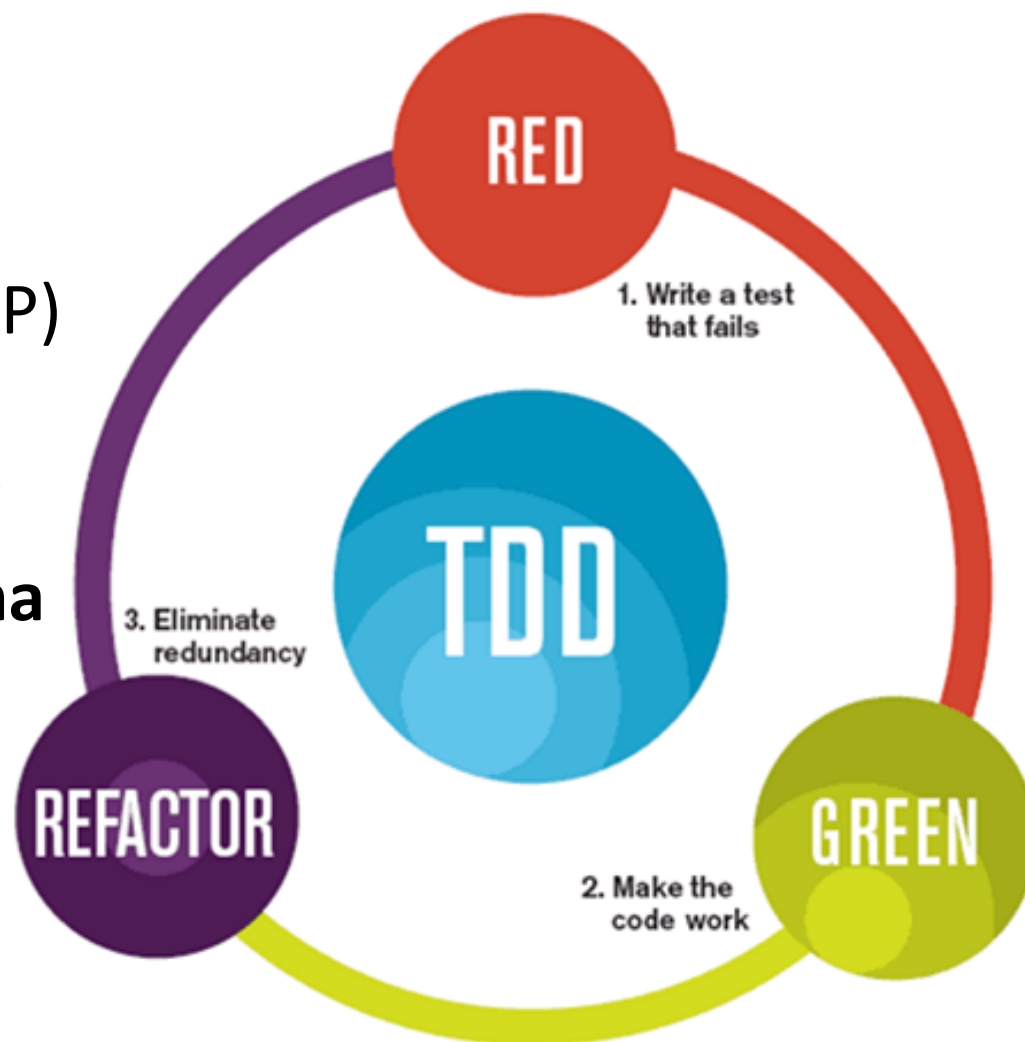 RED
1. Write a test
that fails
P)
TDD
na
3. Eliminate
redundancy
REFACTOR
GREEN
2. Make the
code work